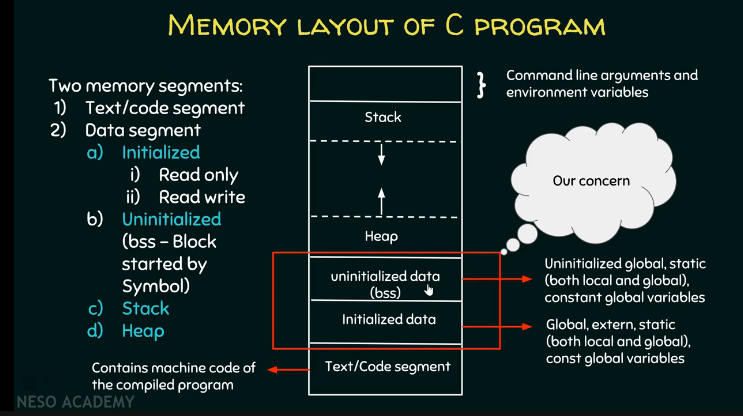 MEMORY LAYOUT OF C PROGRAM
Two memory segments:
1) Text/code segment
2) Data segment
a) Initialized
i) Read only
ii) Read write
b) Uninitialized
(bss – Block
started by
Symbol)
c) Stack
d) Heap
Contains machine code of
the compiled program
Stack
Heap
uninitialized data
(bss)
Initialized data
Text/Code segment
Command line arguments and
environment variables
Our concern
Uninitialized global, static
(both local and global),
constant global variables
Global, extern, static
(both local and global),
const global variables
NESO ACADEMY